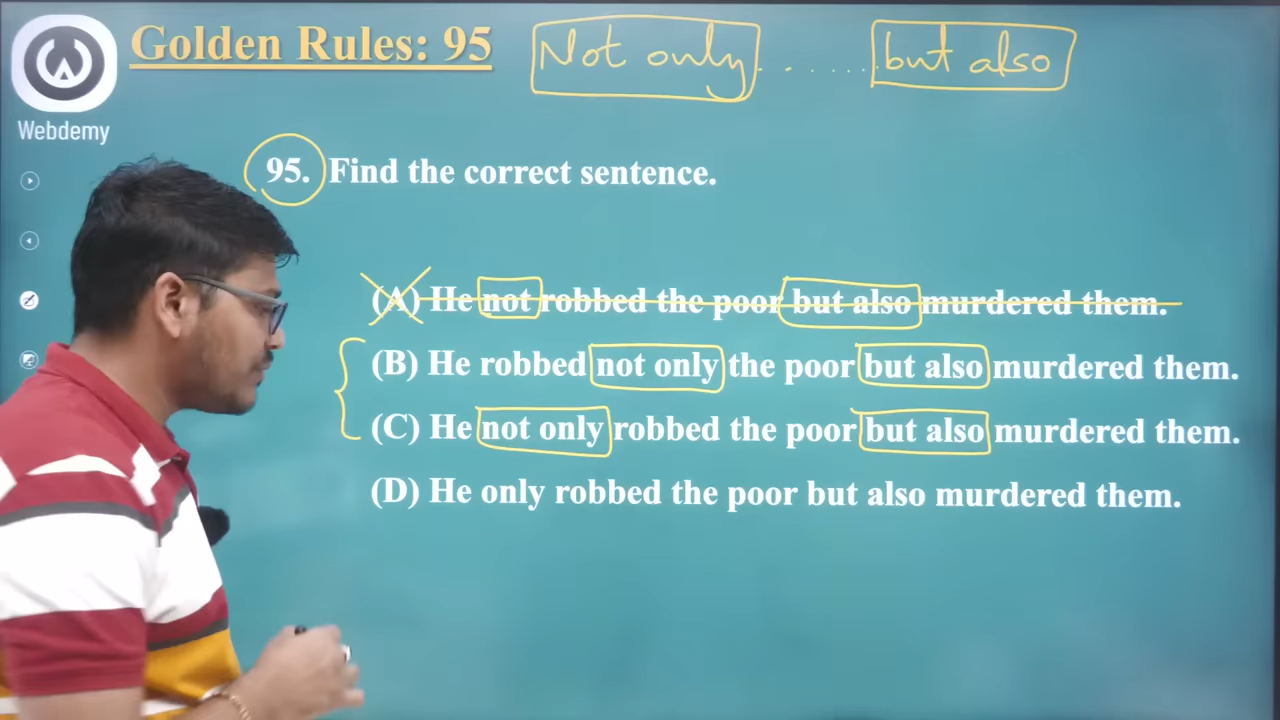 Golden Rules: 95
Not only ........ but also
Webdemy
95. Find the correct sentence.
(A) He not robbed the poor but also murdered them.
(B) He robbed not only the poor but also murdered them.
(C) He not only robbed the poor but also murdered them.
(D) He only robbed the poor but also murdered them.